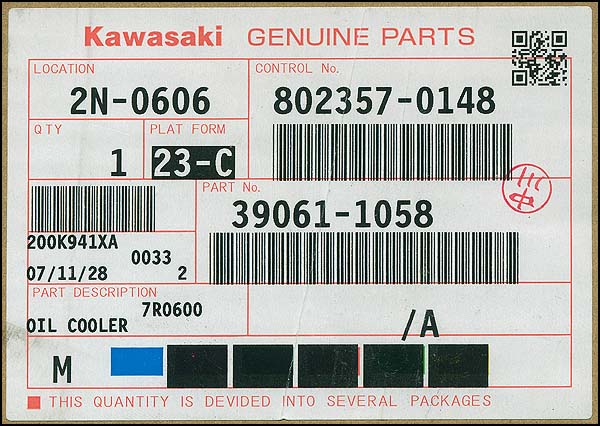 Kawasaki GENUINE PARTS
LOCATION
2N-0606
CONTROL No.
802357-0148
QTY
1
PLAT FORM
23-C
PART No.
39061-1058
200K941XA
0033
07/11/28
2
PART DESCRIPTION
7R0600
OIL COOLER
/A
M
THIS QUANTITY IS DEVIDED INTO SEVERAL PACKAGES